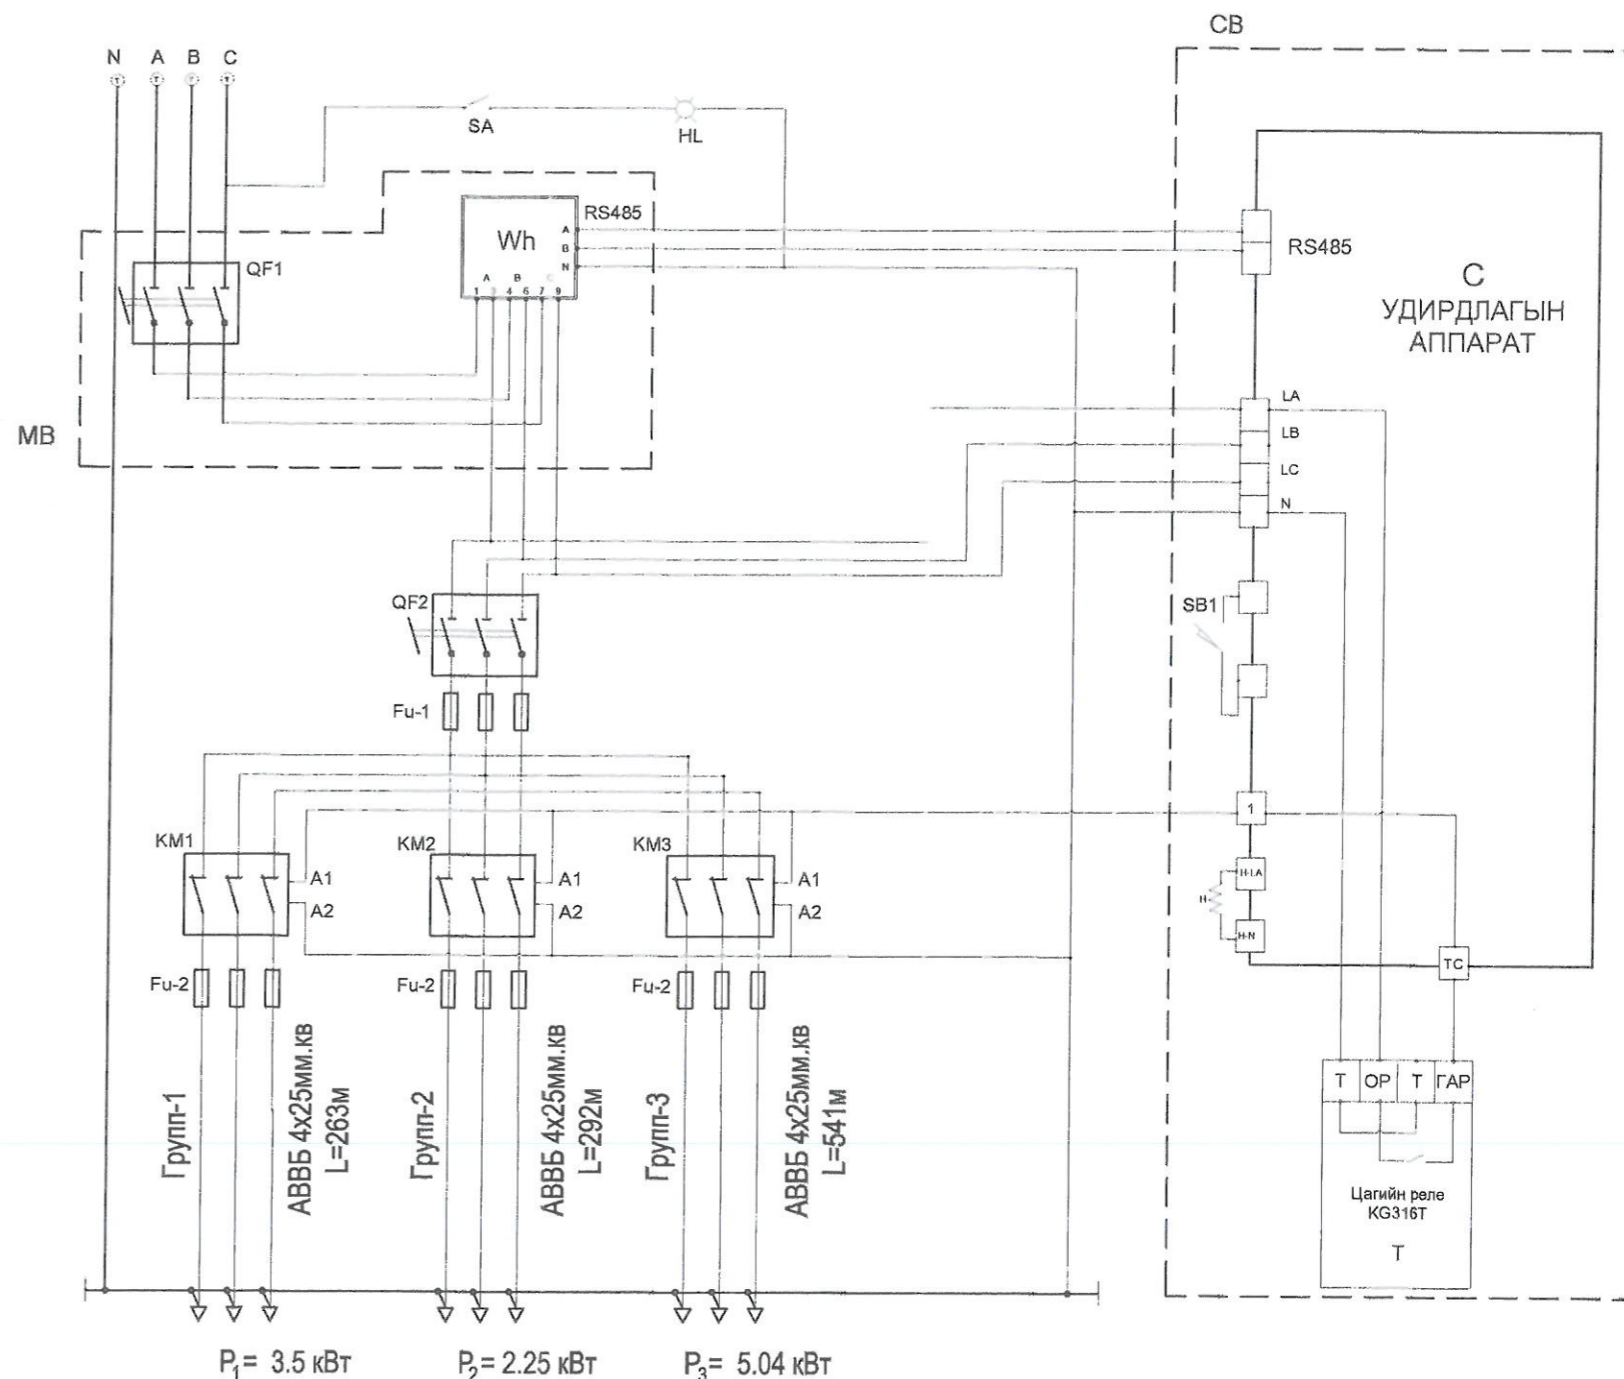 CB
N A B C
SA
HL
RS485
Wh
A
B
N
A B C
1 3 4 6 7 9
QF1
RS485
C
УДИРДЛАГЫН
АППАРАТ
MB
LA
LB
LC
N
QF2
SB1
Fu-1
1
KM1
A1
A2
KM2
A1
A2
KM3
A1
A2
H-LA
H
H-N
TC
Fu-2
Fu-2
Fu-2
Групп-1
АВВБ 4x25мм.кв
L=263м
Групп-2
АВВБ 4x25мм.кв
L=292м
Групп-3
АВВБ 4x25мм.кв
L=541м
Т ОР Т ГАР
Цагийн реле
KG316T
T
P1= 3.5 кВт
P2= 2.25 кВт
P3= 5.04 кВт